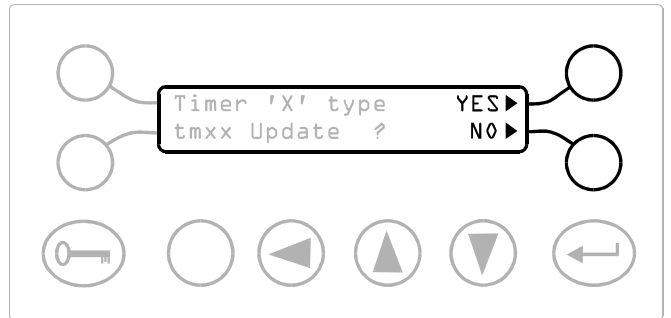 Timer 'X' type YES▶
tmxx Update ? NO▶